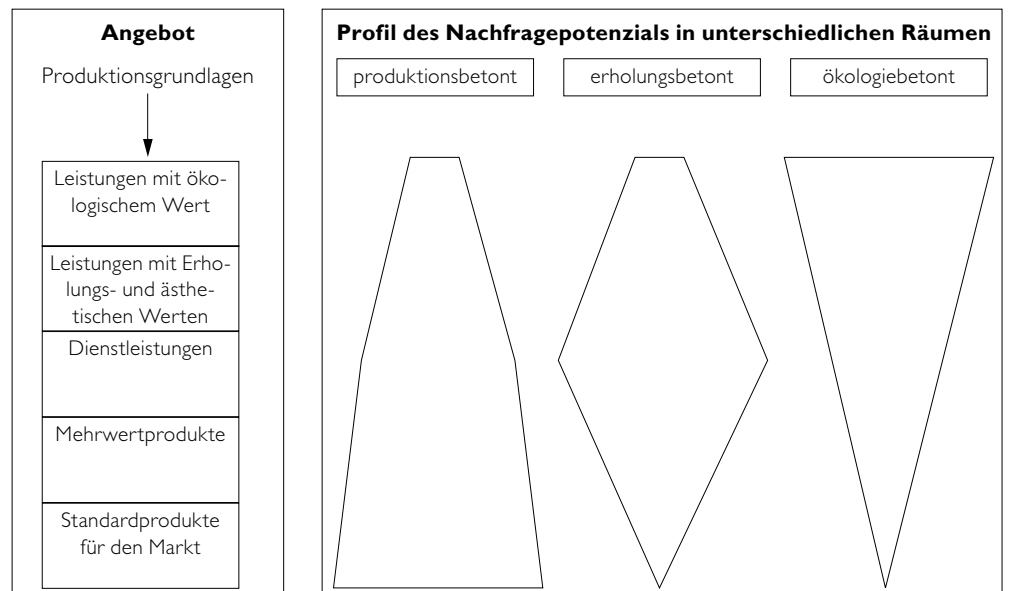 Angebot
Produktionsgrundlagen
Leistungen mit öko-
logischem Wert
Leistungen mit Erho-
lungs- und ästhe-
tischen Werten
Dienstleistungen
Mehrwertprodukte
Standardprodukte
für den Markt
Profil des Nachfragepotenzials in unterschiedlichen Räumen
produktionsbetont
erholungsbetont
ökologiebetont